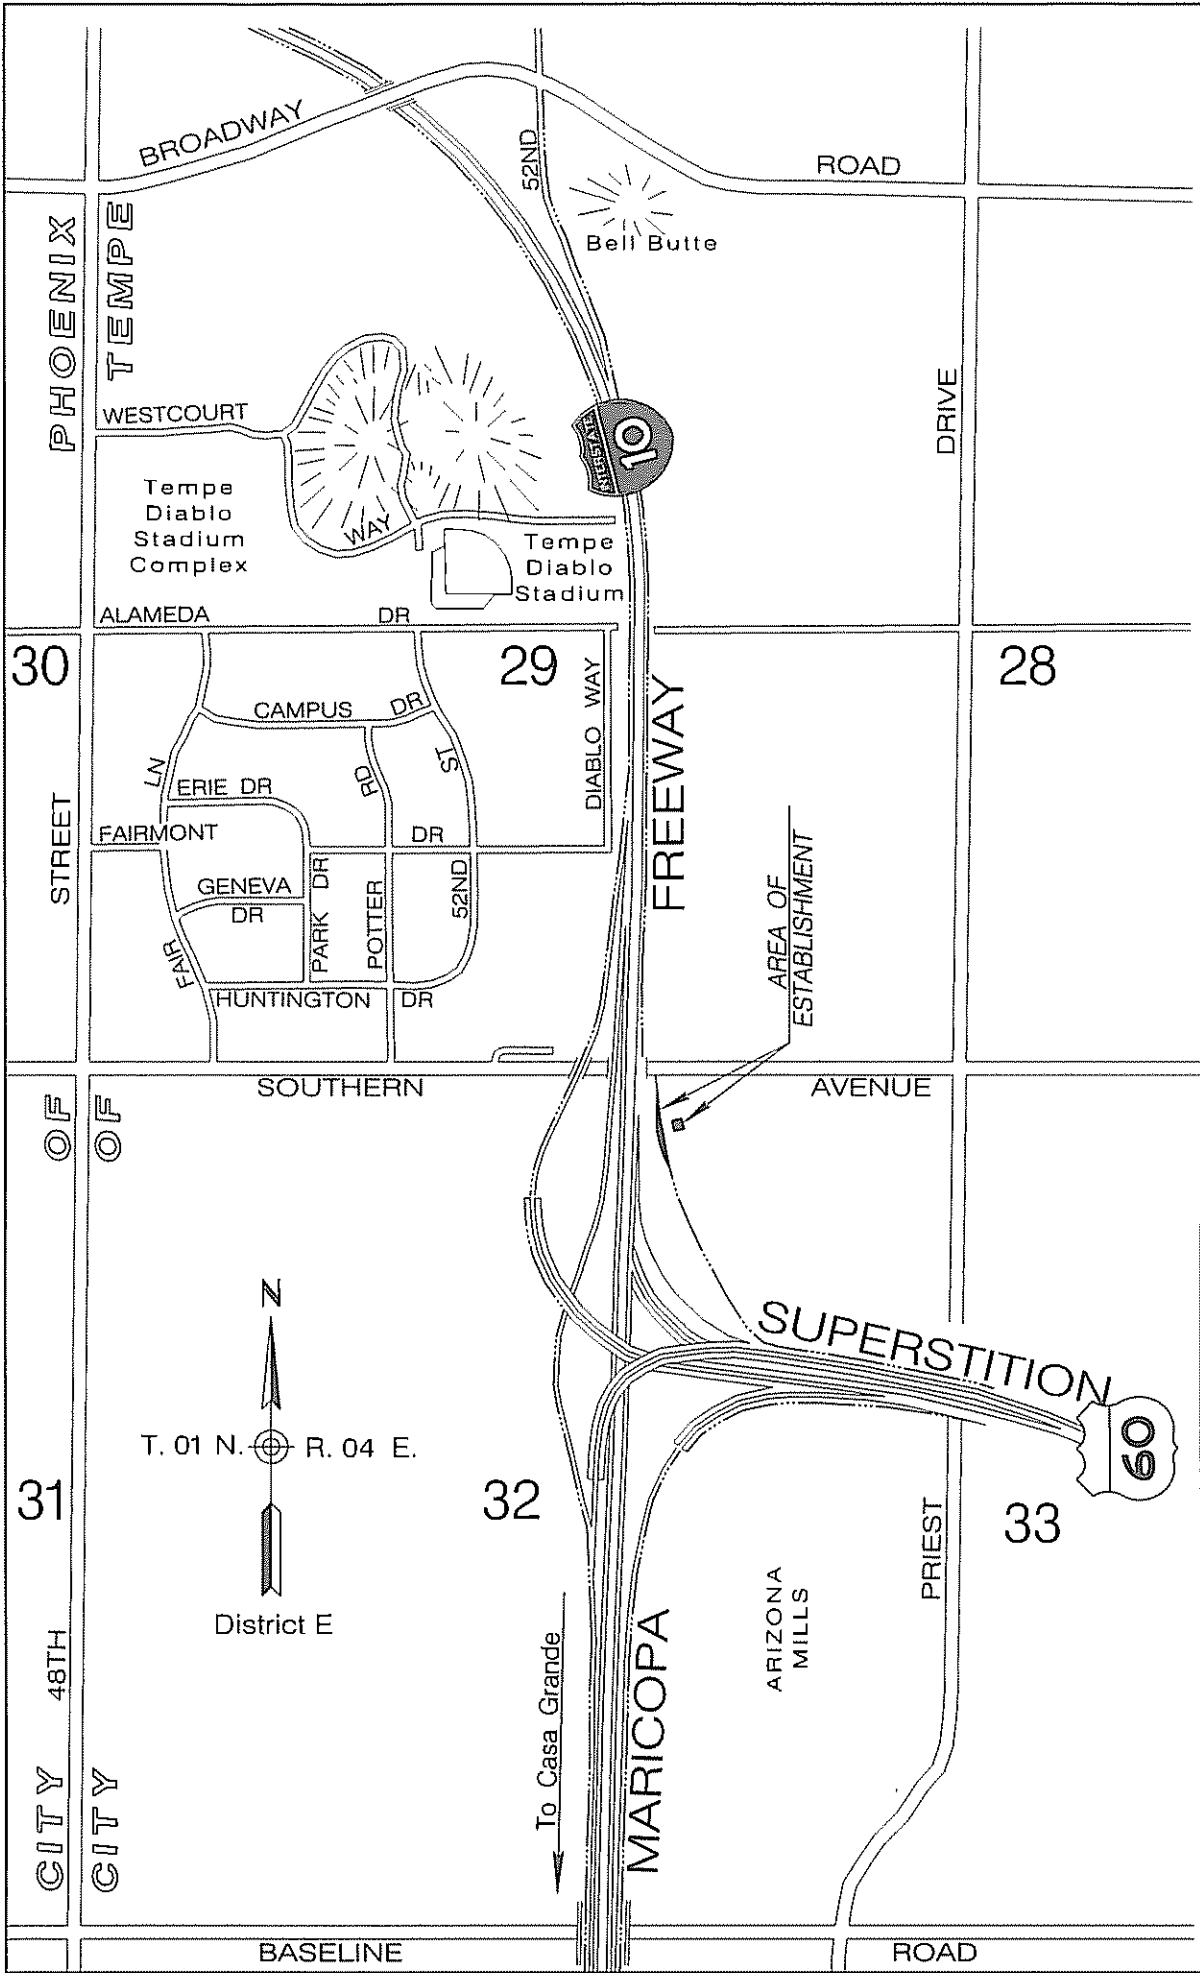 BROADWAY
ROAD
52ND
Bell Butte
CITY OF PHOENIX
CITY OF TEMPE
WESTCOURT
WAY
DRIVE
INTERSTATE
10
Tempe
Diablo
Stadium
Complex
Tempe
Diablo
Stadium
ALAMEDA DR
30
29
28
CAMPUS DR
DIABLO WAY
FREEWAY
LN
ERIE DR
RD
ST
FAIRMONT DR
STREET
GENEVA
DR
PARK DR
POTTER
52ND
FAIR
HUNTINGTON DR
AREA OF
ESTABLISHMENT
SOUTHERN AVENUE
N
T. 01 N. R. 04 E.
District E
SUPERSTITION
60
31
32
33
PRIEST
ARIZONA
MILLS
48TH
To Casa Grande
MARICOPA
BASELINE ROAD